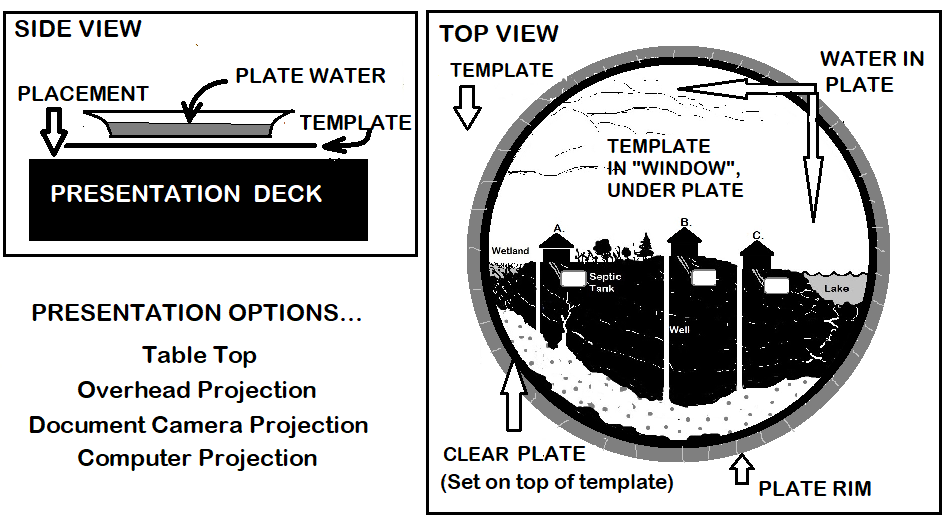 SIDE VIEW
PLATE WATER
PLACEMENT
TEMPLATE
PRESENTATION DECK
PRESENTATION OPTIONS...
Table Top
Overhead Projection
Document Camera Projection
Computer Projection
TOP VIEW
TEMPLATE
WATER IN
PLATE
TEMPLATE
IN "WINDOW",
UNDER PLATE
A.
B.
C.
Wetland
Septic
Tank
Lake
Well
CLEAR PLATE
(Set on top of template)
PLATE RIM